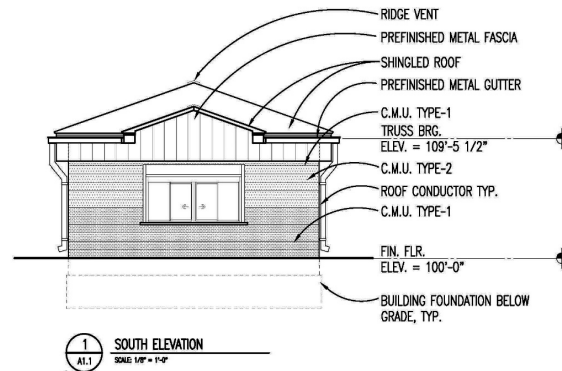 RIDGE VENT
PREFINISHED METAL FASCIA
SHINGLED ROOF
PREFINISHED METAL GUTTER
C.M.U. TYPE-1
TRUSS BRG.
ELEV. = 109'-5 1/2"
C.M.U. TYPE-2
ROOF CONDUCTOR TYP.
C.M.U. TYPE-1
FIN. FLR.
ELEV. = 100'-0"
BUILDING FOUNDATION BELOW
GRADE, TYP.
1
A1.1
SOUTH ELEVATION
SCALE: 1/8" = 1'-0"